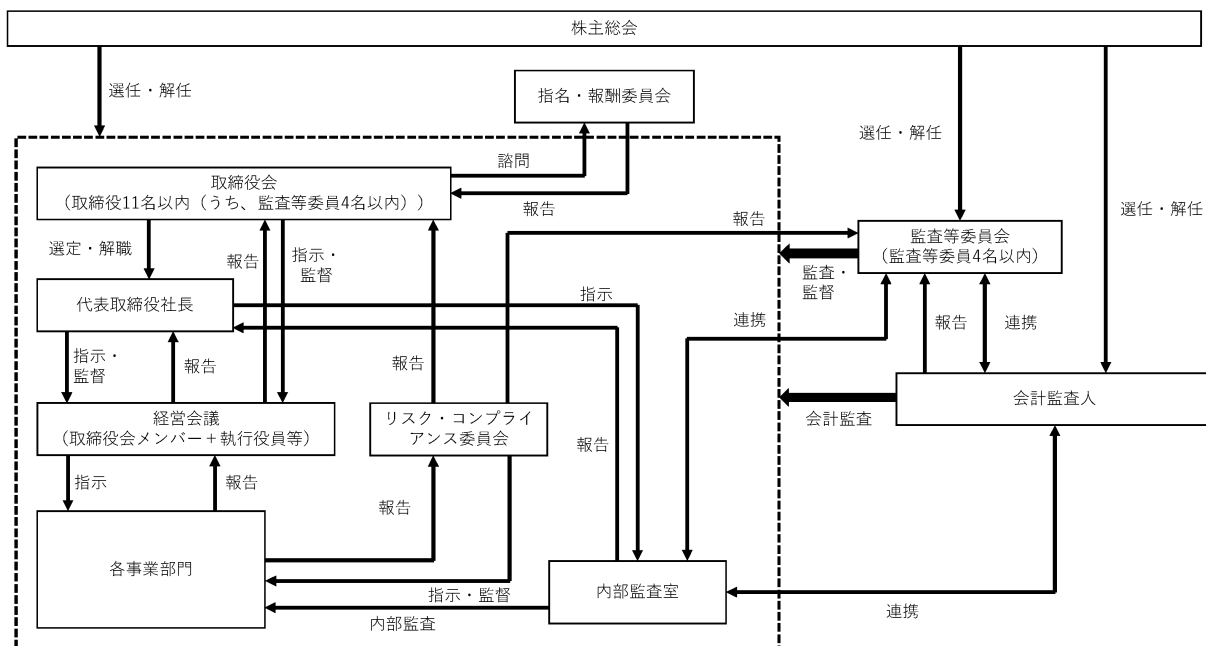 株主総会
選任・解任
指名・報酬委員会
選任・解任
諮問
取締役会
(取締役11名以内(うち、監査等委員4名以内))
報告
選任・解任
報告
監査等委員会
(監査等委員4名以内)
選定・解職
報告
指示・
監督
監査・
監督
代表取締役社長
指示
連携
報告
連携
指示・
監督
報告
報告
会計監査人
経営会議
(取締役会メンバー+執行役員等)
リスク・コンプライ
アンス委員会
会計監査
報告
指示
報告
報告
各事業部門
内部監査室
指示・監督
内部監査
連携